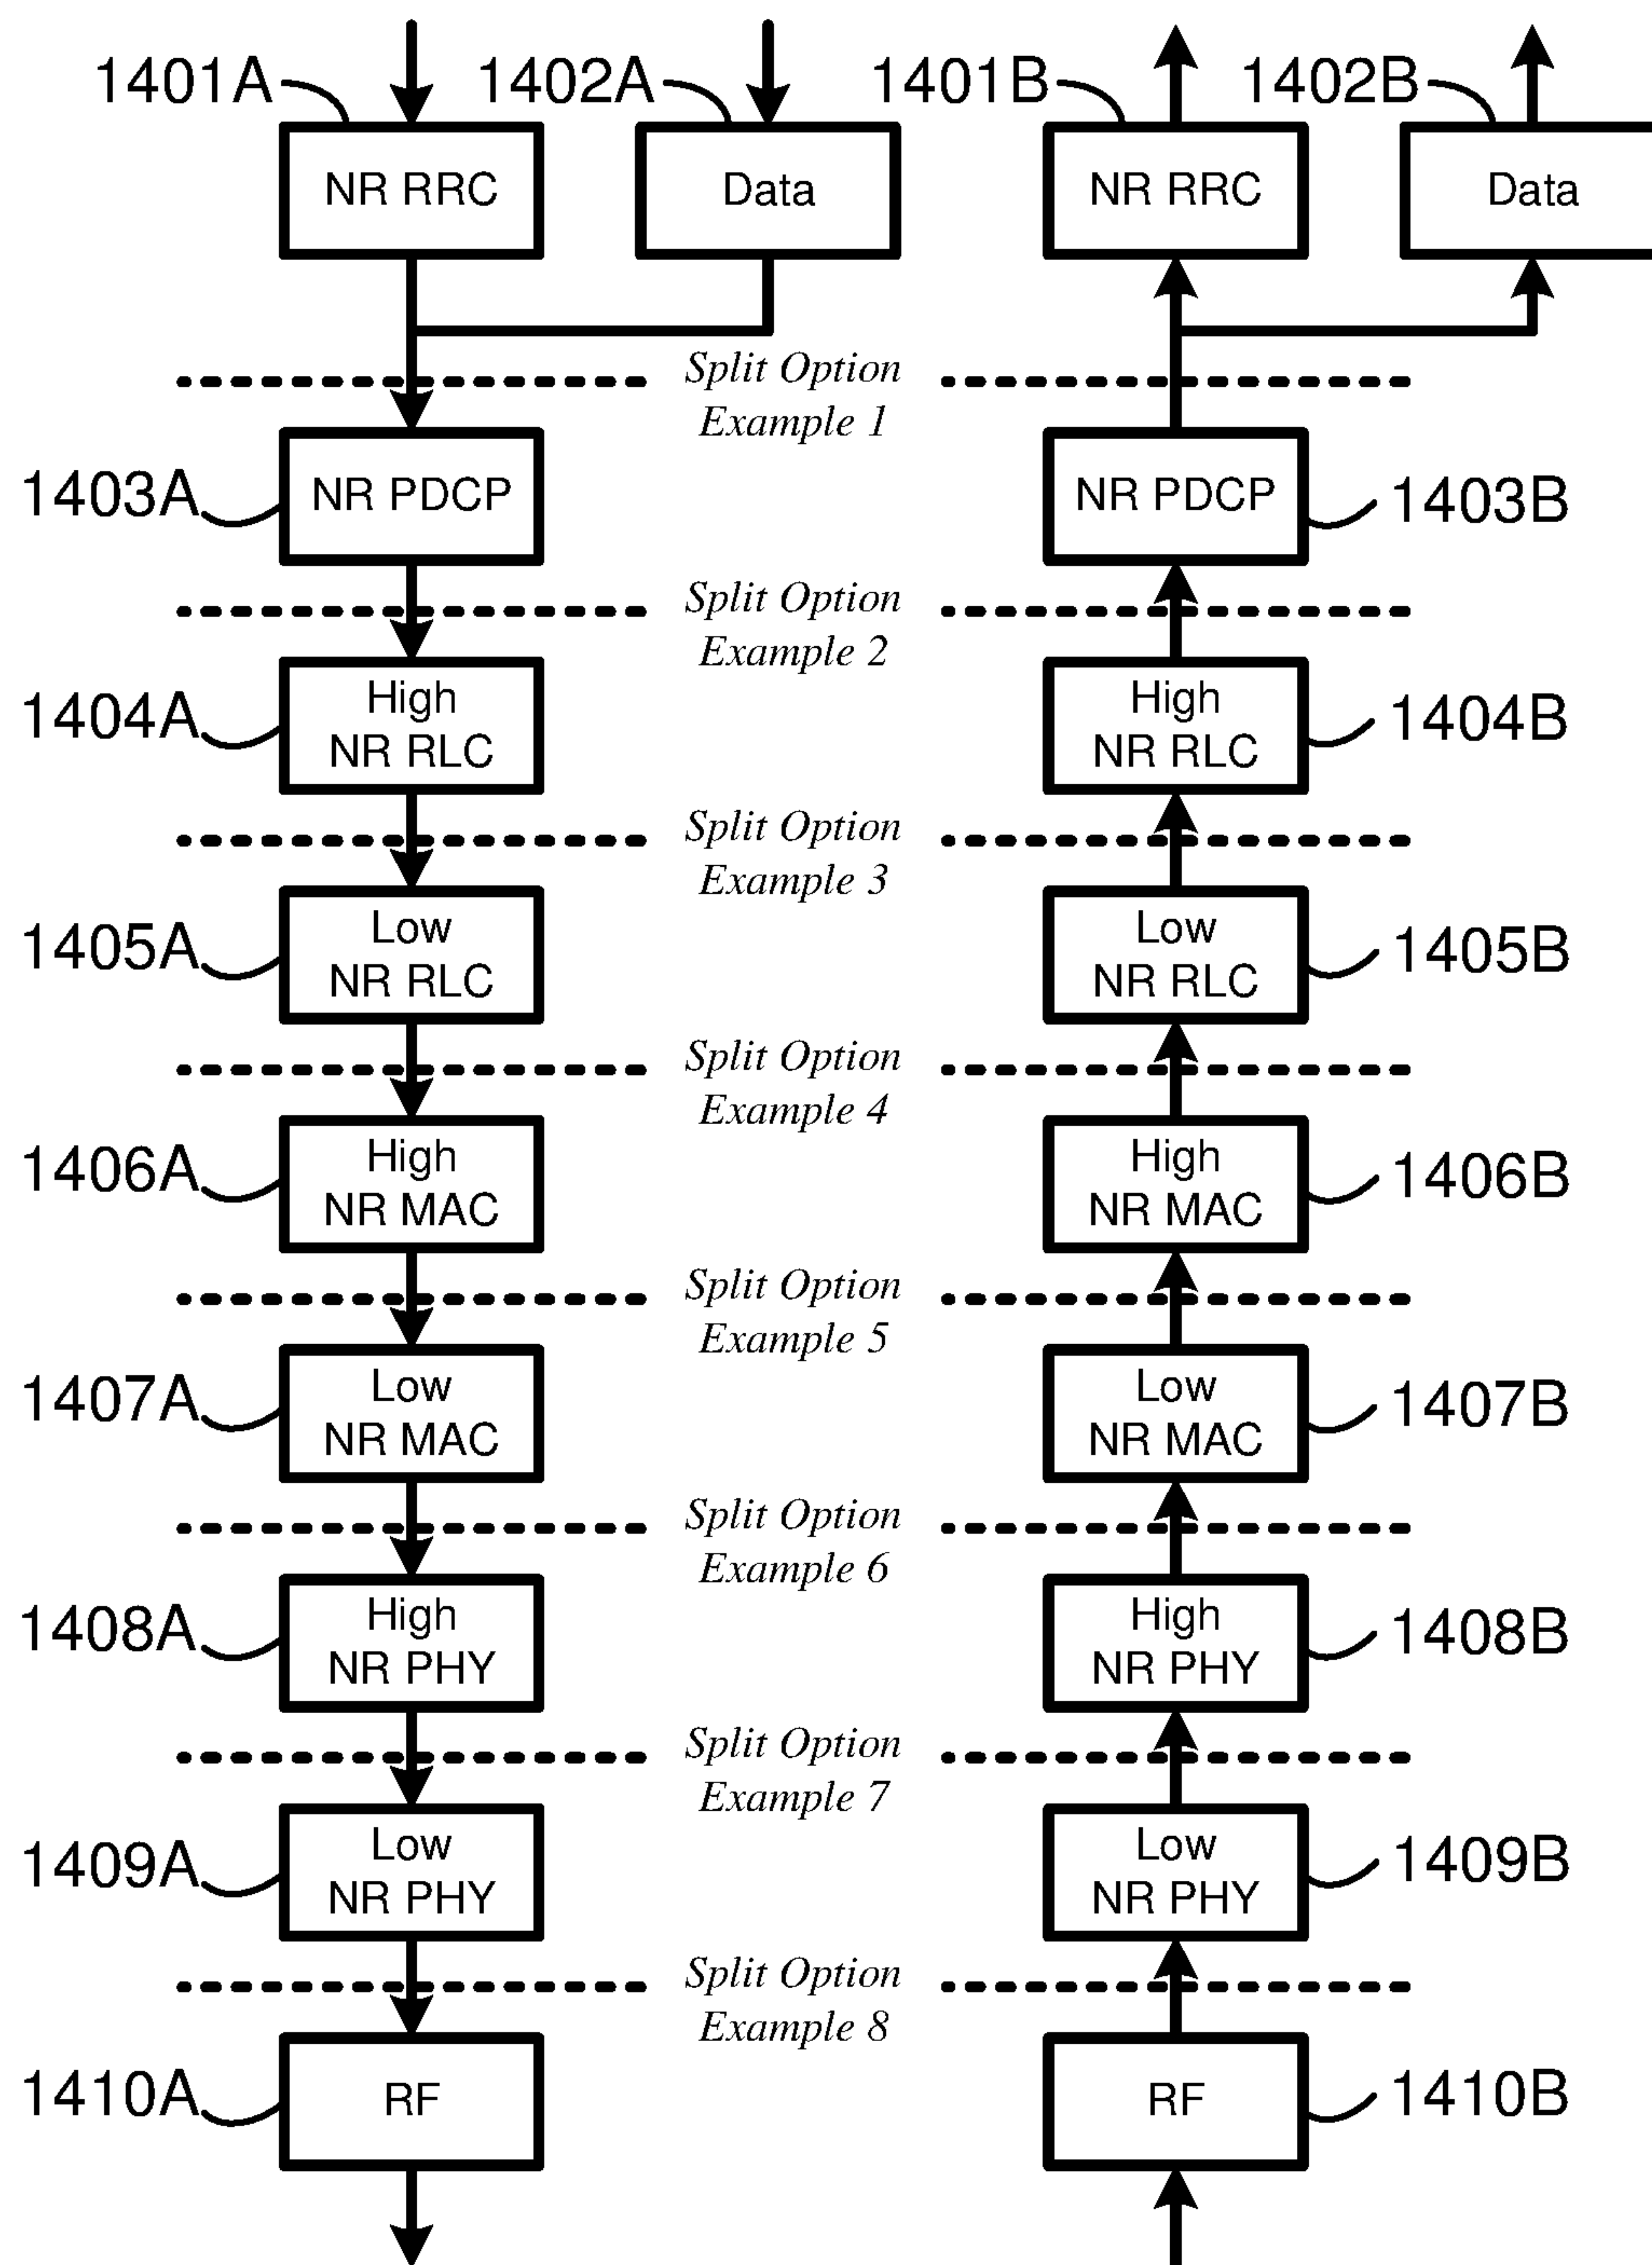 1401A 1402A 1401B 1402B
NR RRC Data NR RRC Data
Split Option
Example 1
1403A NR PDCP NR PDCP 1403B
Split Option
Example 2
1404A High NR RLC High NR RLC 1404B
Split Option
Example 3
1405A Low NR RLC Low NR RLC 1405B
Split Option
Example 4
1406A High NR MAC High NR MAC 1406B
Split Option
Example 5
1407A Low NR MAC Low NR MAC 1407B
Split Option
Example 6
1408A High NR PHY High NR PHY 1408B
Split Option
Example 7
1409A Low NR PHY Low NR PHY 1409B
Split Option
Example 8
1410A RF RF 1410B